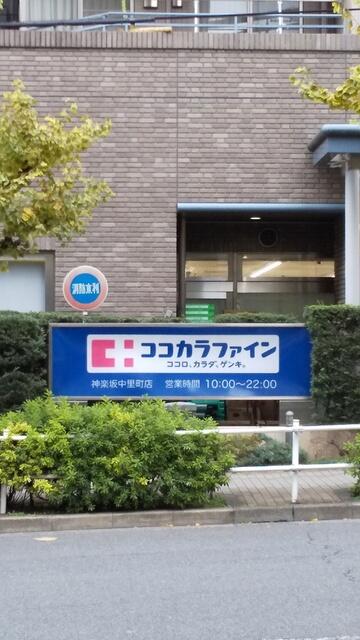 消防水利
ココカラファイン
ココロ、カラダ、ゲンキ。
神楽坂中里町店 営業時間 10:00〜22:00